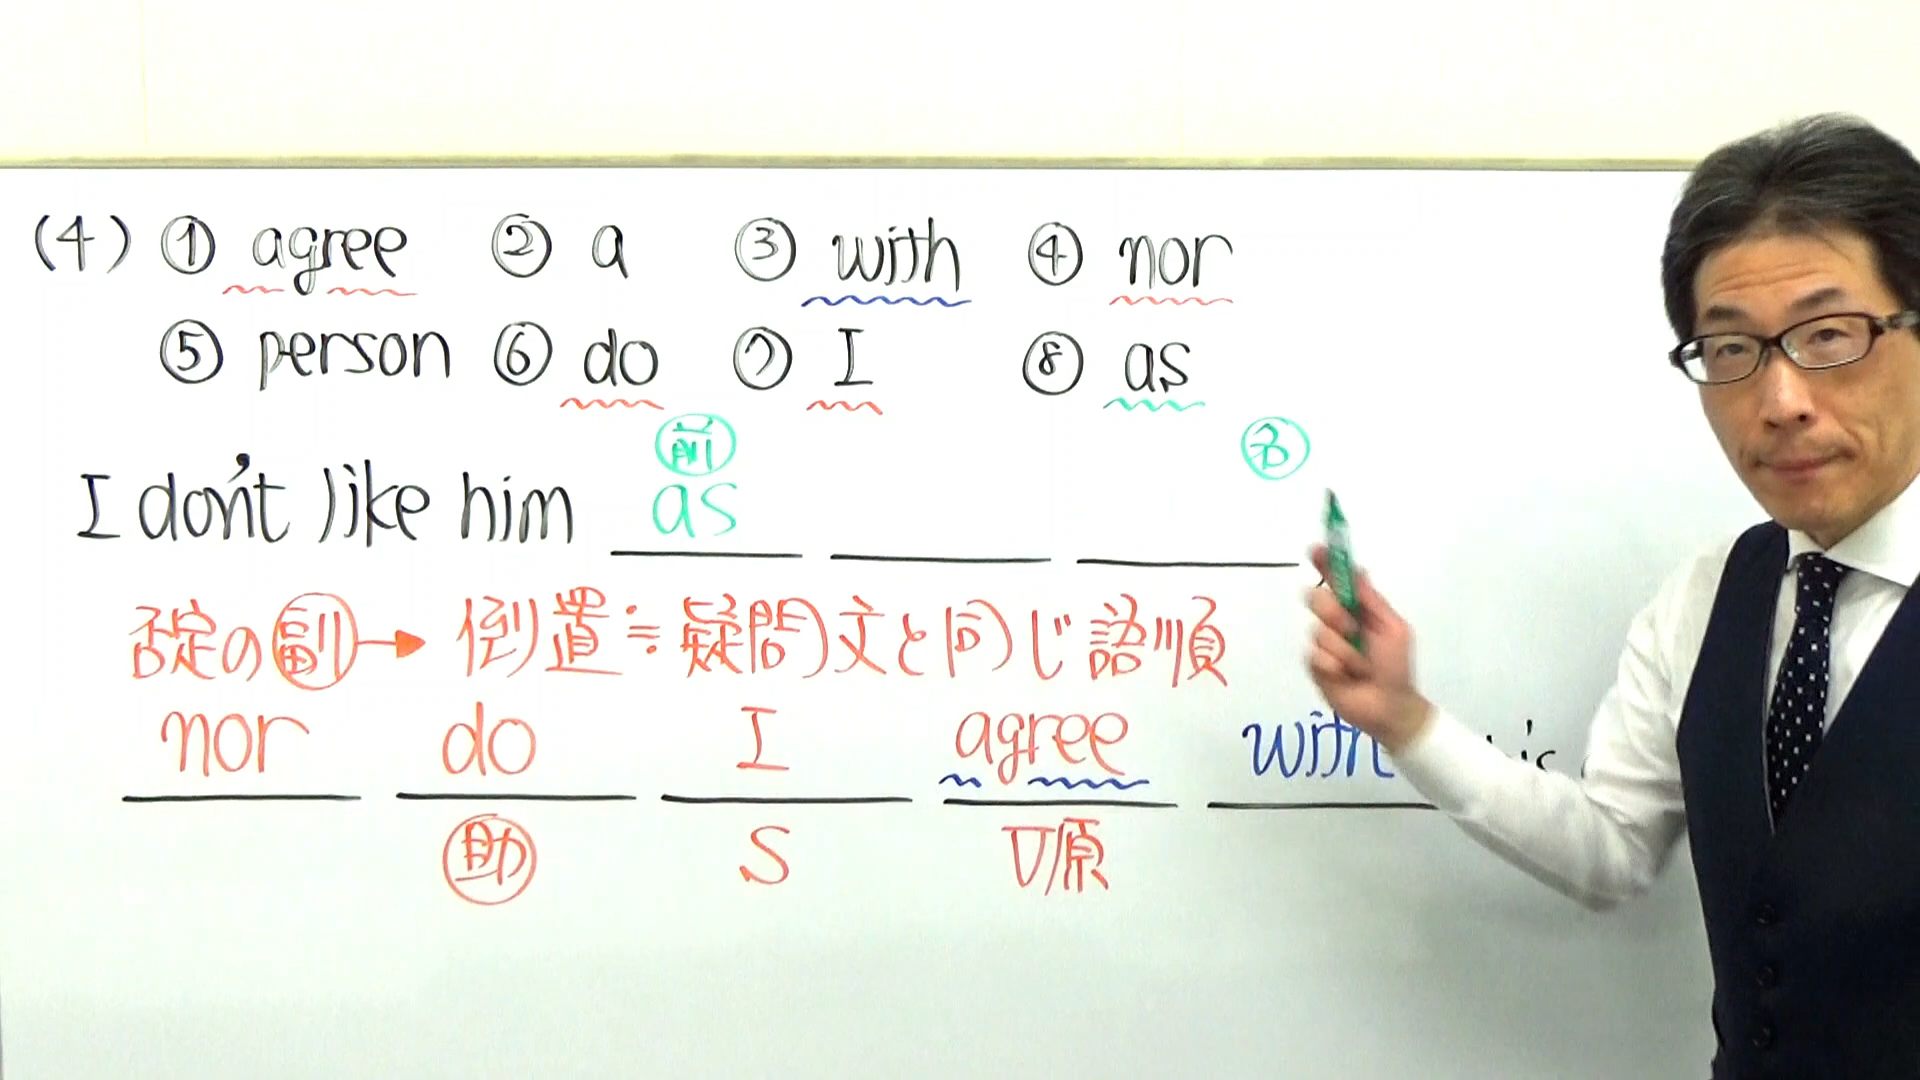 (4) ① agree ② a ③ with ④ nor
⑤ person ⑥ do ⑦ I ⑧ as
前 名
I don't like him as
否定の副→倒置≒疑問文と同じ語順
nor do I agree with
助 S V原